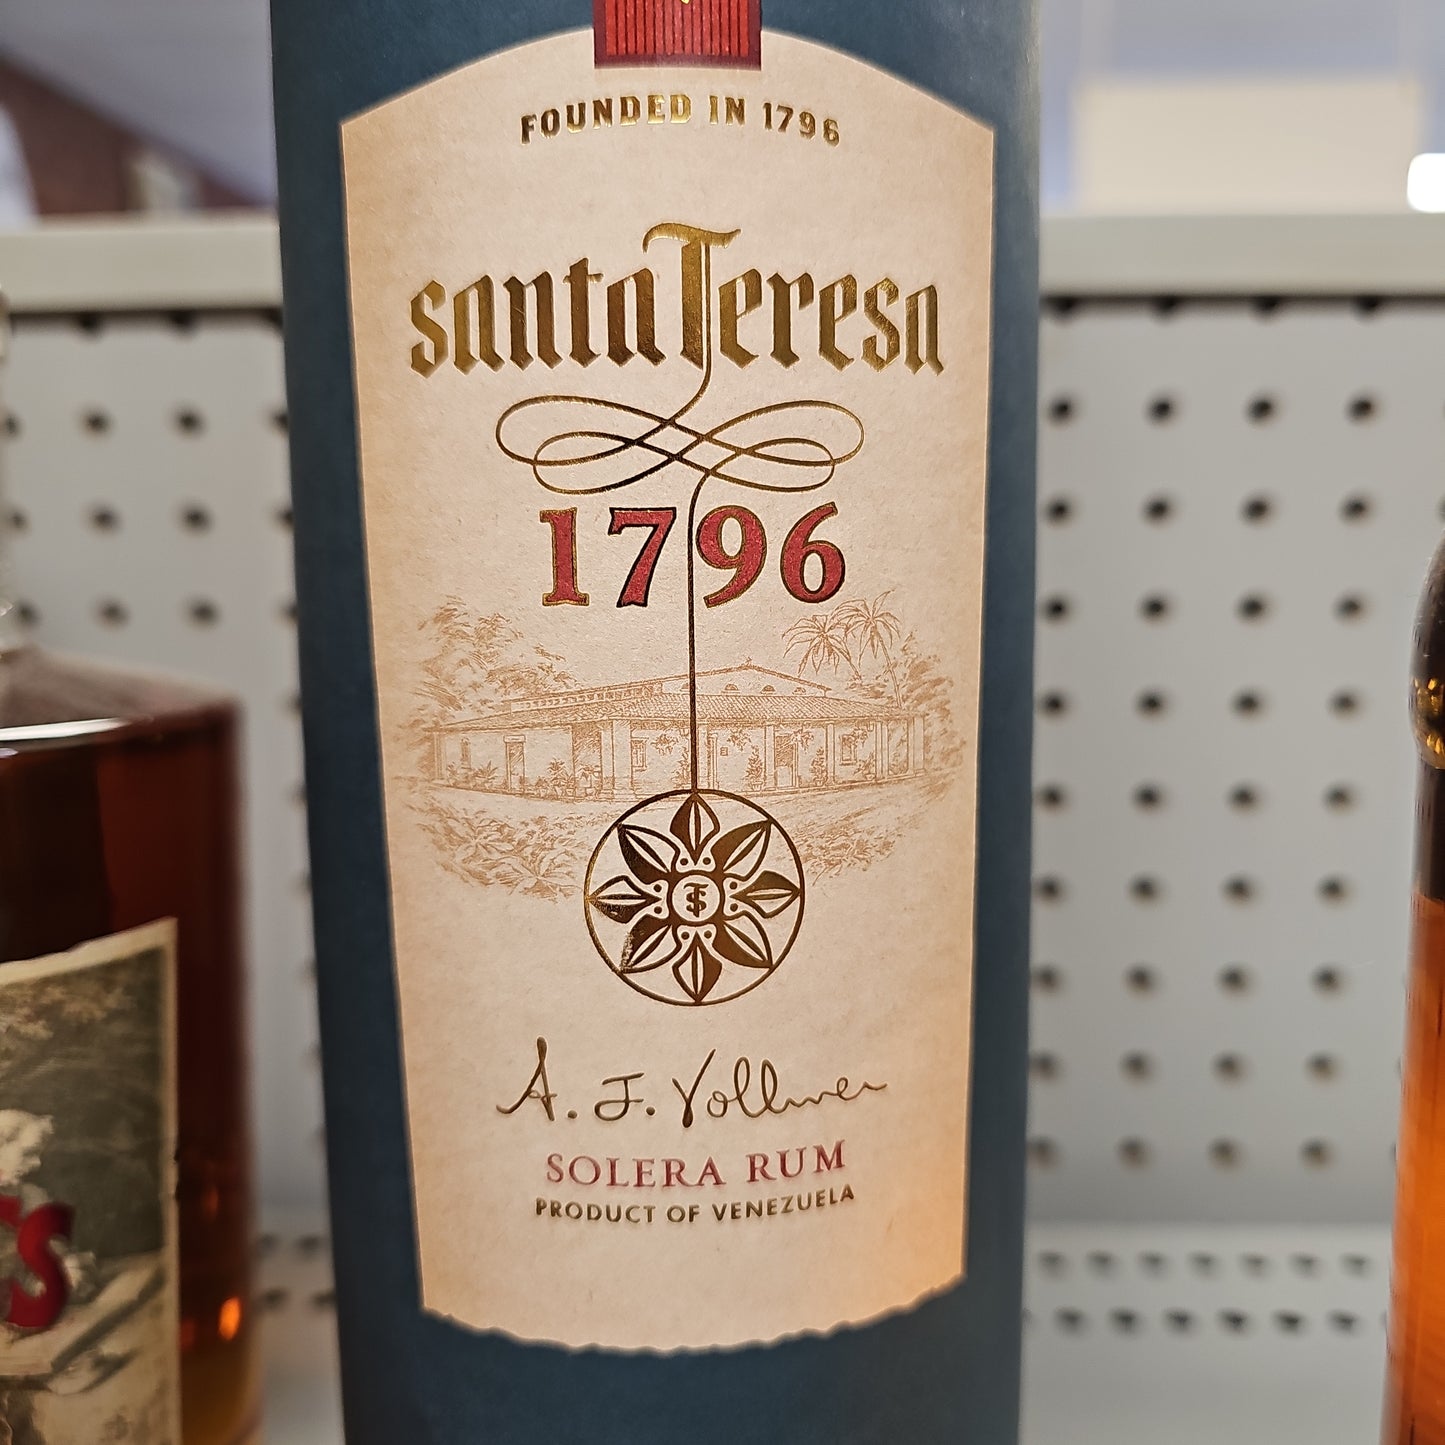 FOUNDED IN 1796
santa Teresa
1796
A. J. Vollmer
SOLERA RUM
PRODUCT OF VENEZUELA